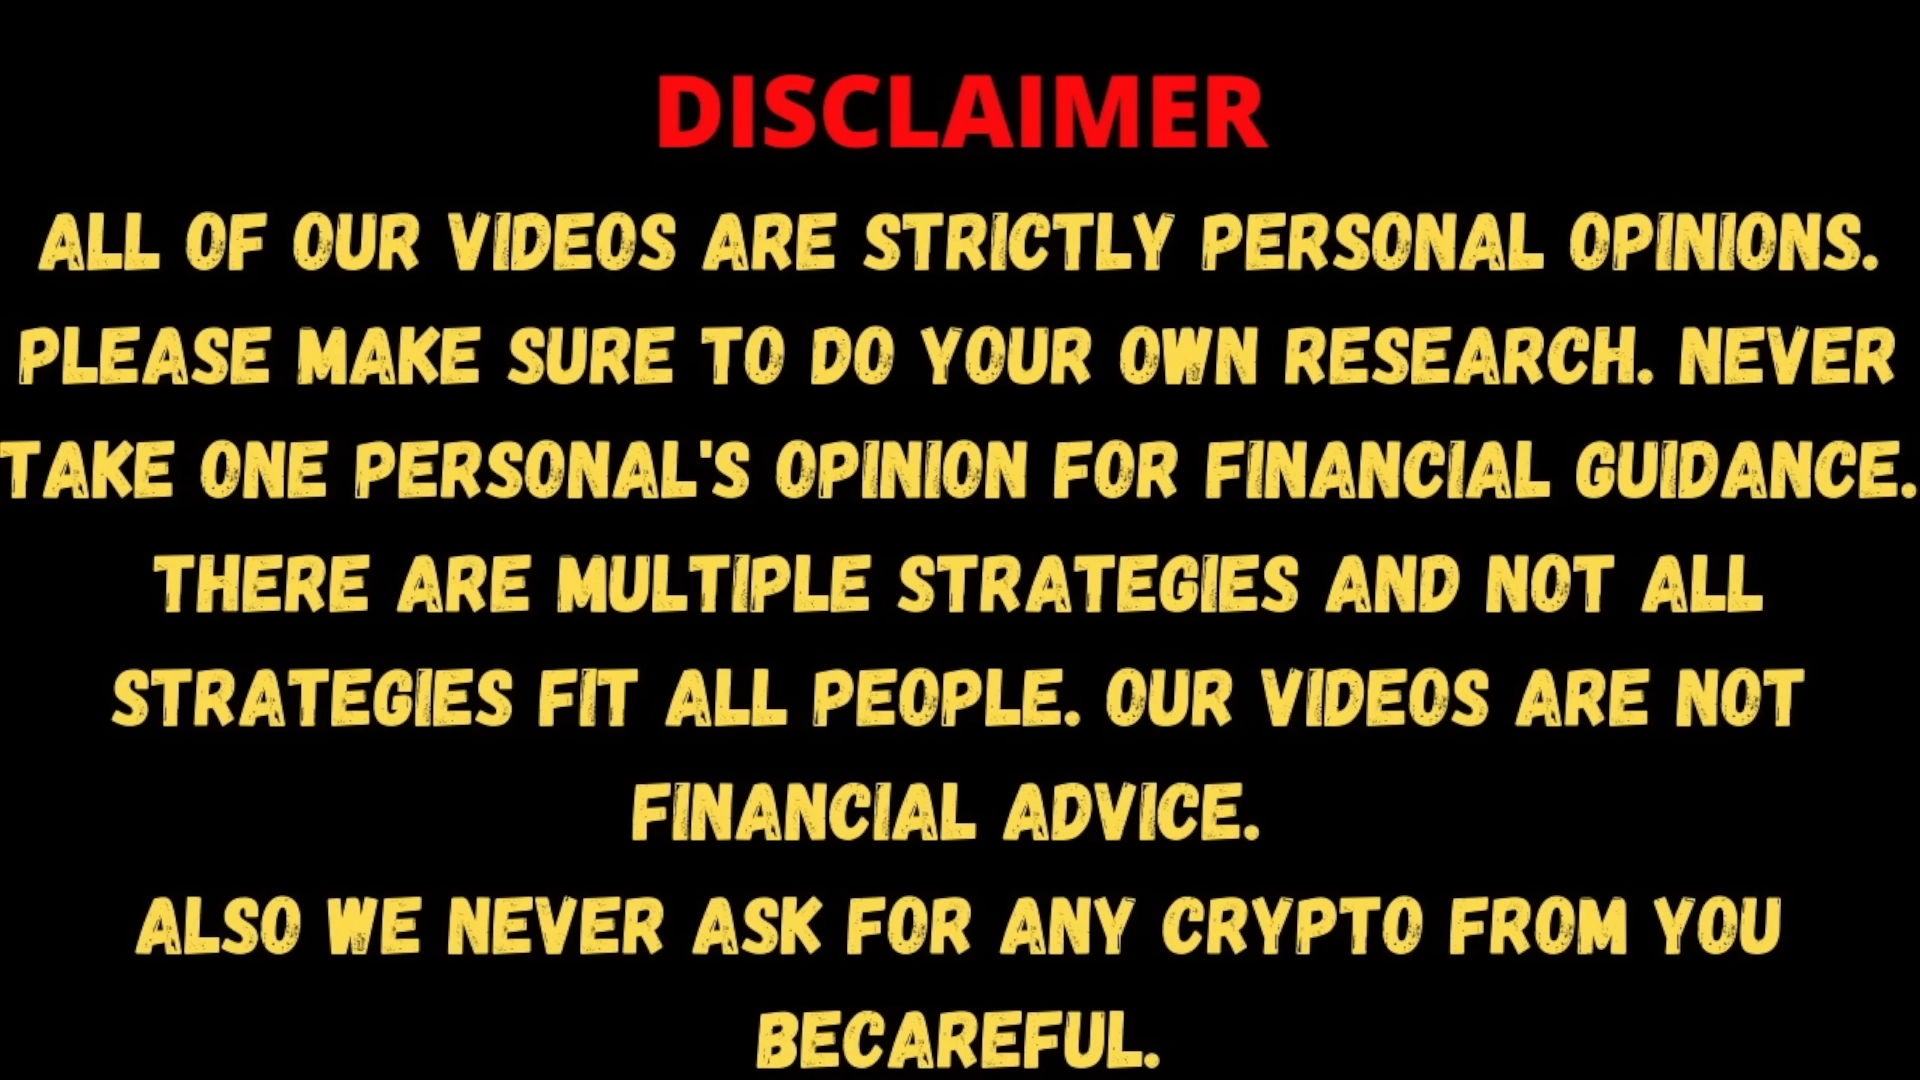 DISCLAIMER
ALL OF OUR VIDEOS ARE STRICTLY PERSONAL OPINIONS.
PLEASE MAKE SURE TO DO YOUR OWN RESEARCH. NEVER
TAKE ONE PERSONAL'S OPINION FOR FINANCIAL GUIDANCE.
THERE ARE MULTIPLE STRATEGIES AND NOT ALL
STRATEGIES FIT ALL PEOPLE. OUR VIDEOS ARE NOT
FINANCIAL ADVICE.
ALSO WE NEVER ASK FOR ANY CRYPTO FROM YOU
BECAREFUL.